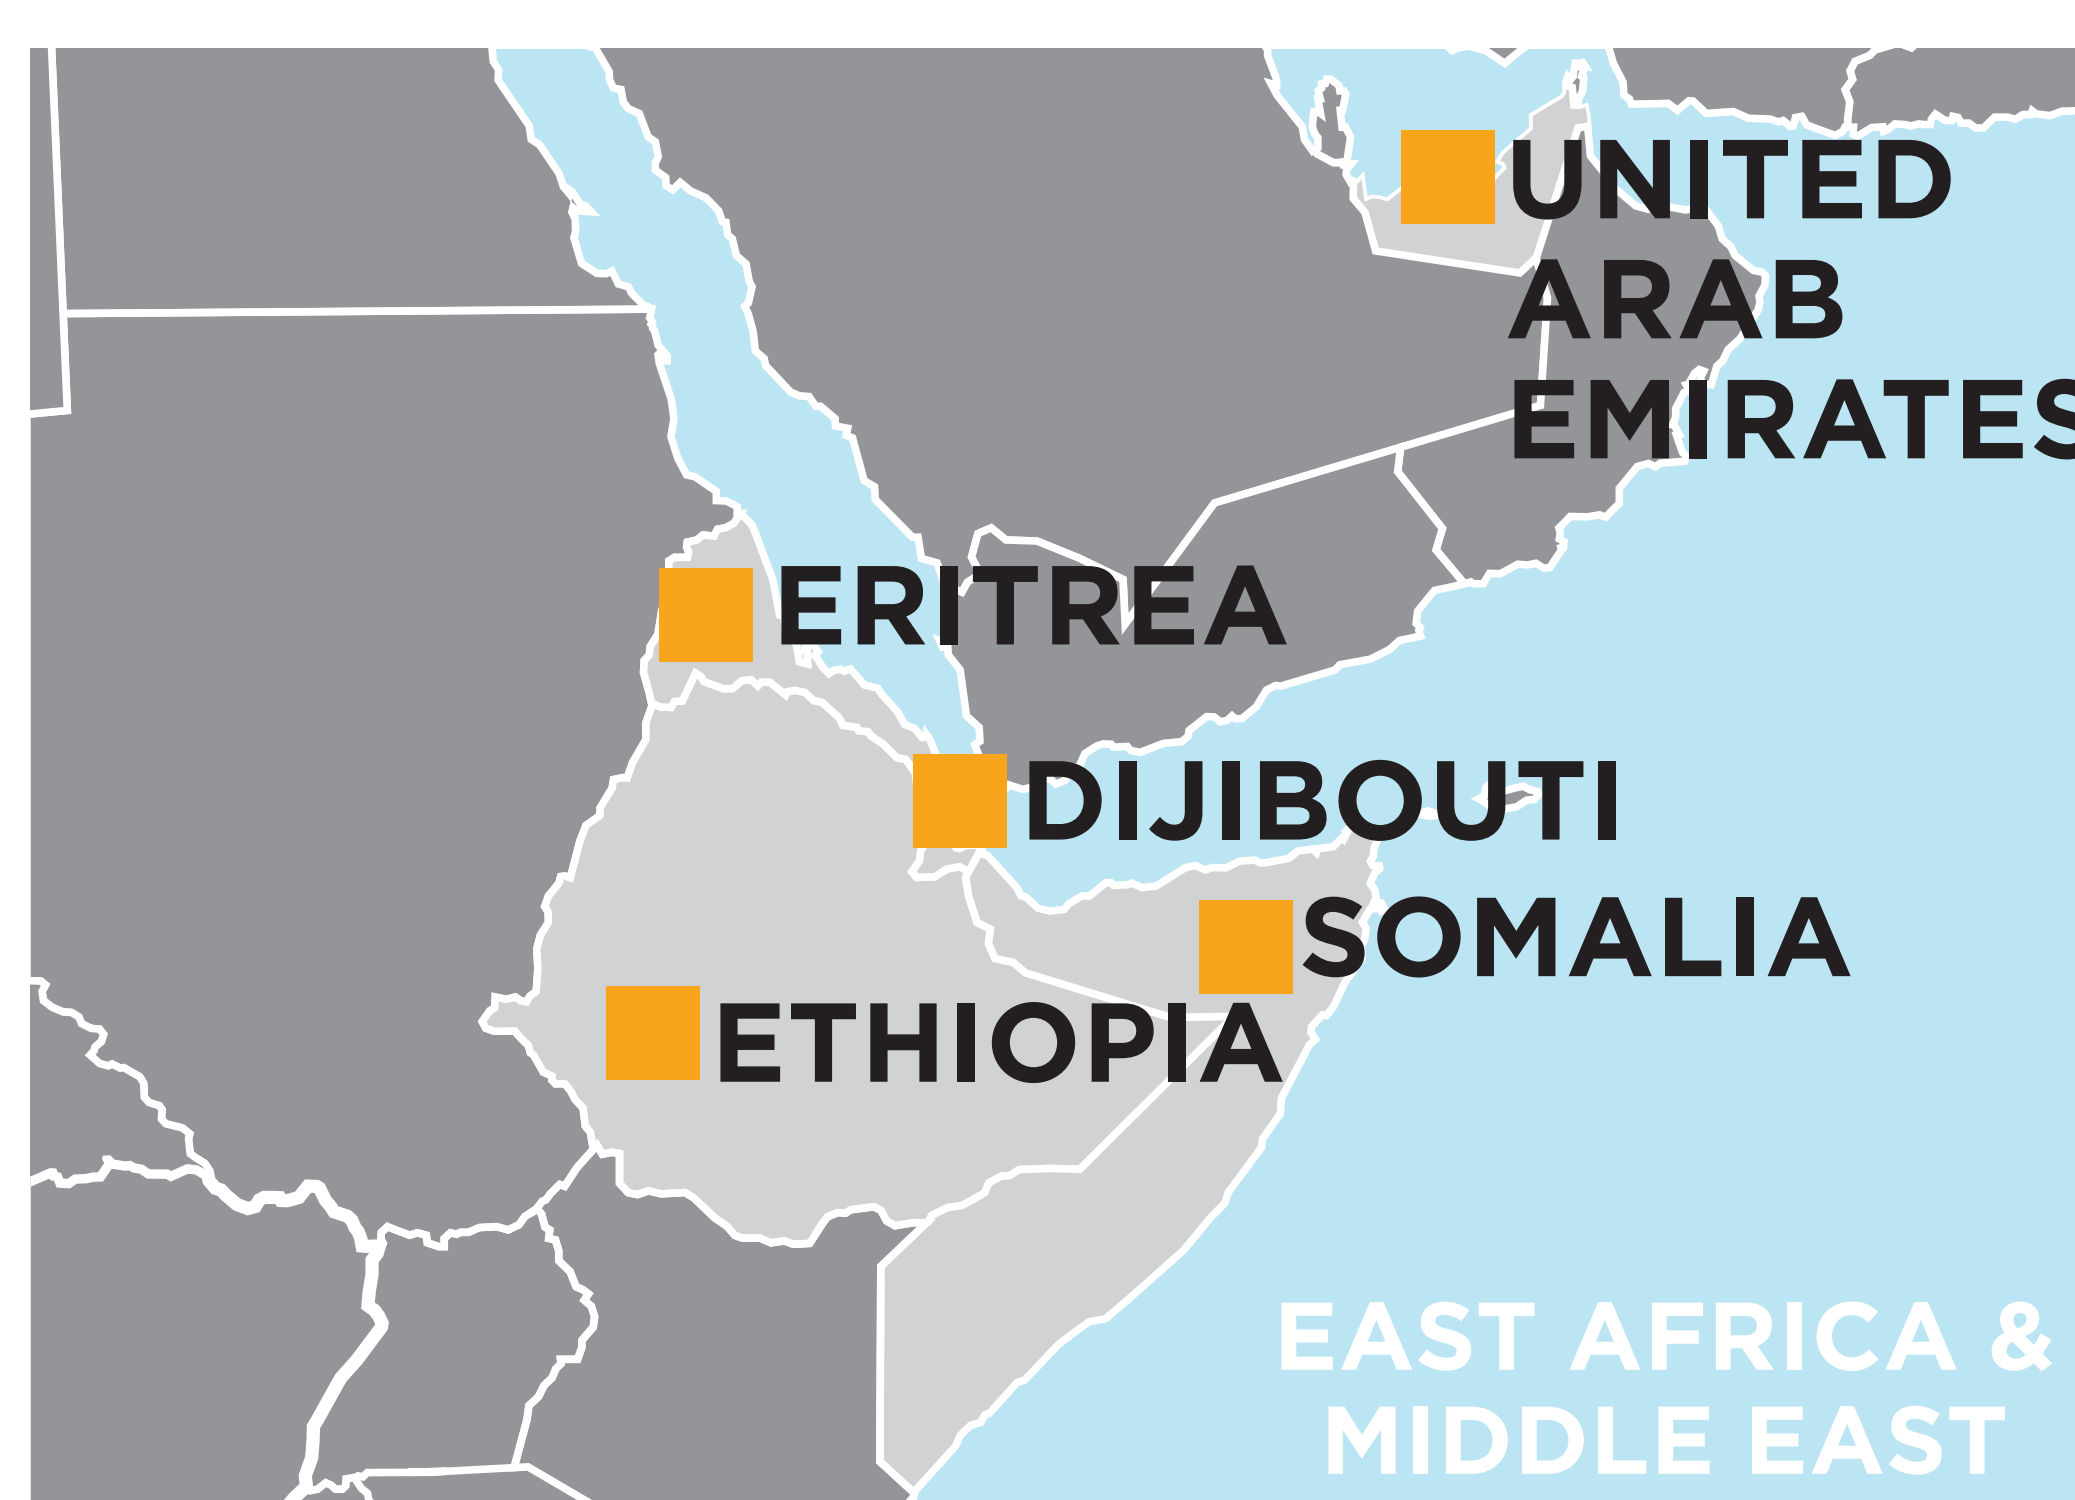 UNITED
ARAB
EMIRATES
ERITREA
DIJIBOUTI
SOMALIA
ETHIOPIA
EAST AFRICA &
MIDDLE EAST